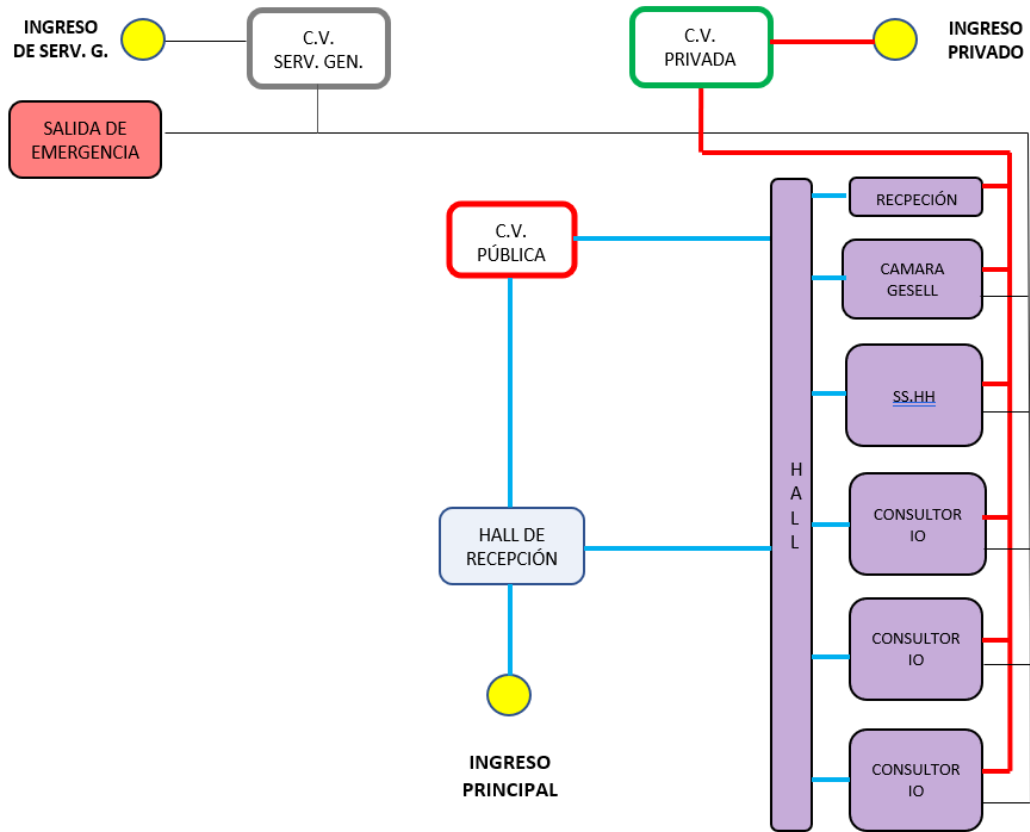 INGRESO
DE SERV. G.
C.V.
SERV. GEN.
C.V.
PRIVADA
INGRESO
PRIVADO
SALIDA DE
EMERGENCIA
RECPECIÓN
C.V.
PÚBLICA
CAMARA
GESELL
SS.HH
H
A
L
L
CONSULTOR
IO
HALL DE
RECEPCIÓN
CONSULTOR
IO
INGRESO
PRINCIPAL
CONSULTOR
IO